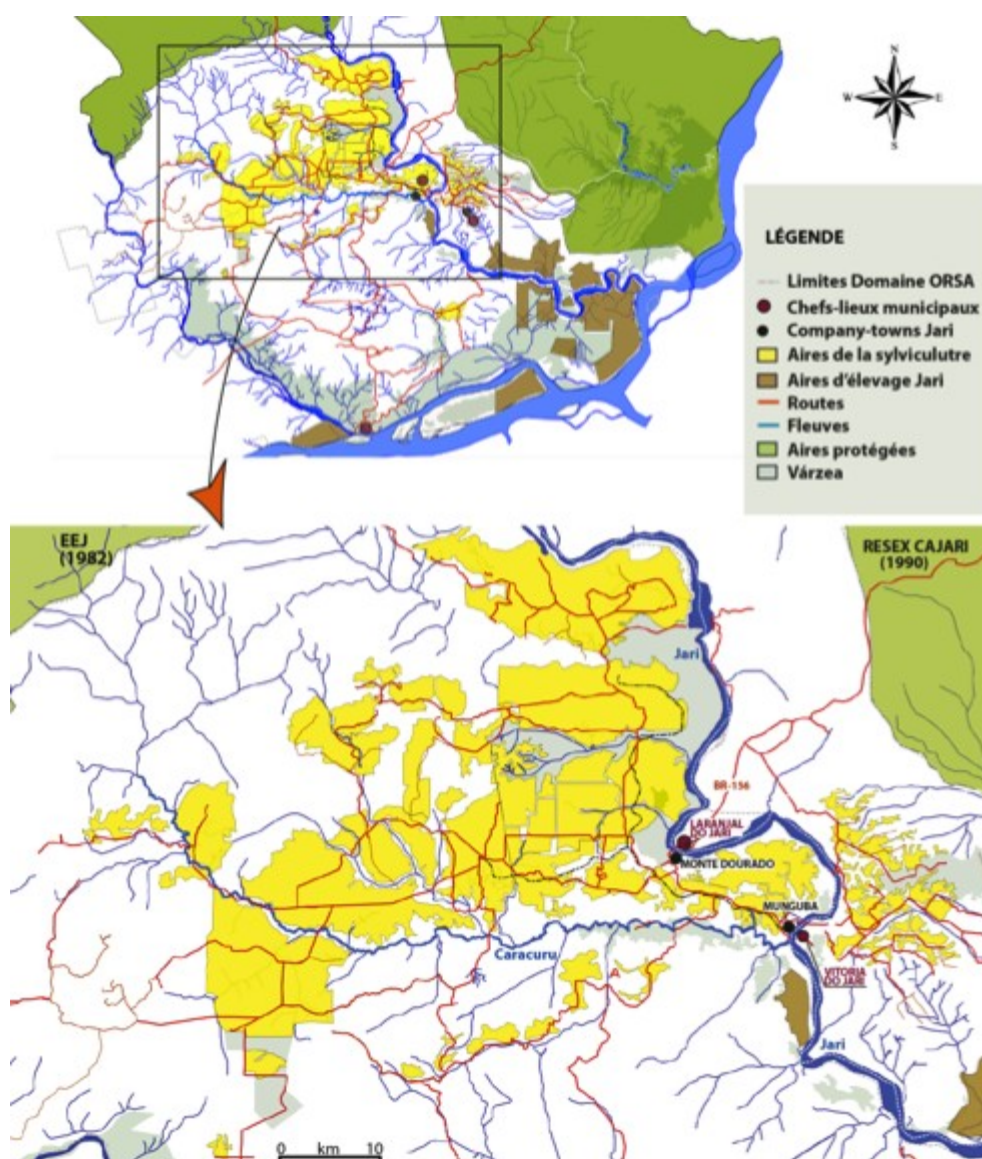 N
W
E
S
LÉGENDE
Limites Domaine ORSA
Chefs-lieux municipaux
Company-towns Jari
Aires de la sylviculutre
Aires d'élevage Jari
Routes
Fleuves
Aires protégées
Várzea
EEJ
(1982)
RESEX CAJARI
(1990)
Jari
BR-156
LARANJAL
DO JARI
MONTE DOURADO
MUNGUBA
Caracuru
A
VITORIA
DO JARI
Jari
0 km 10